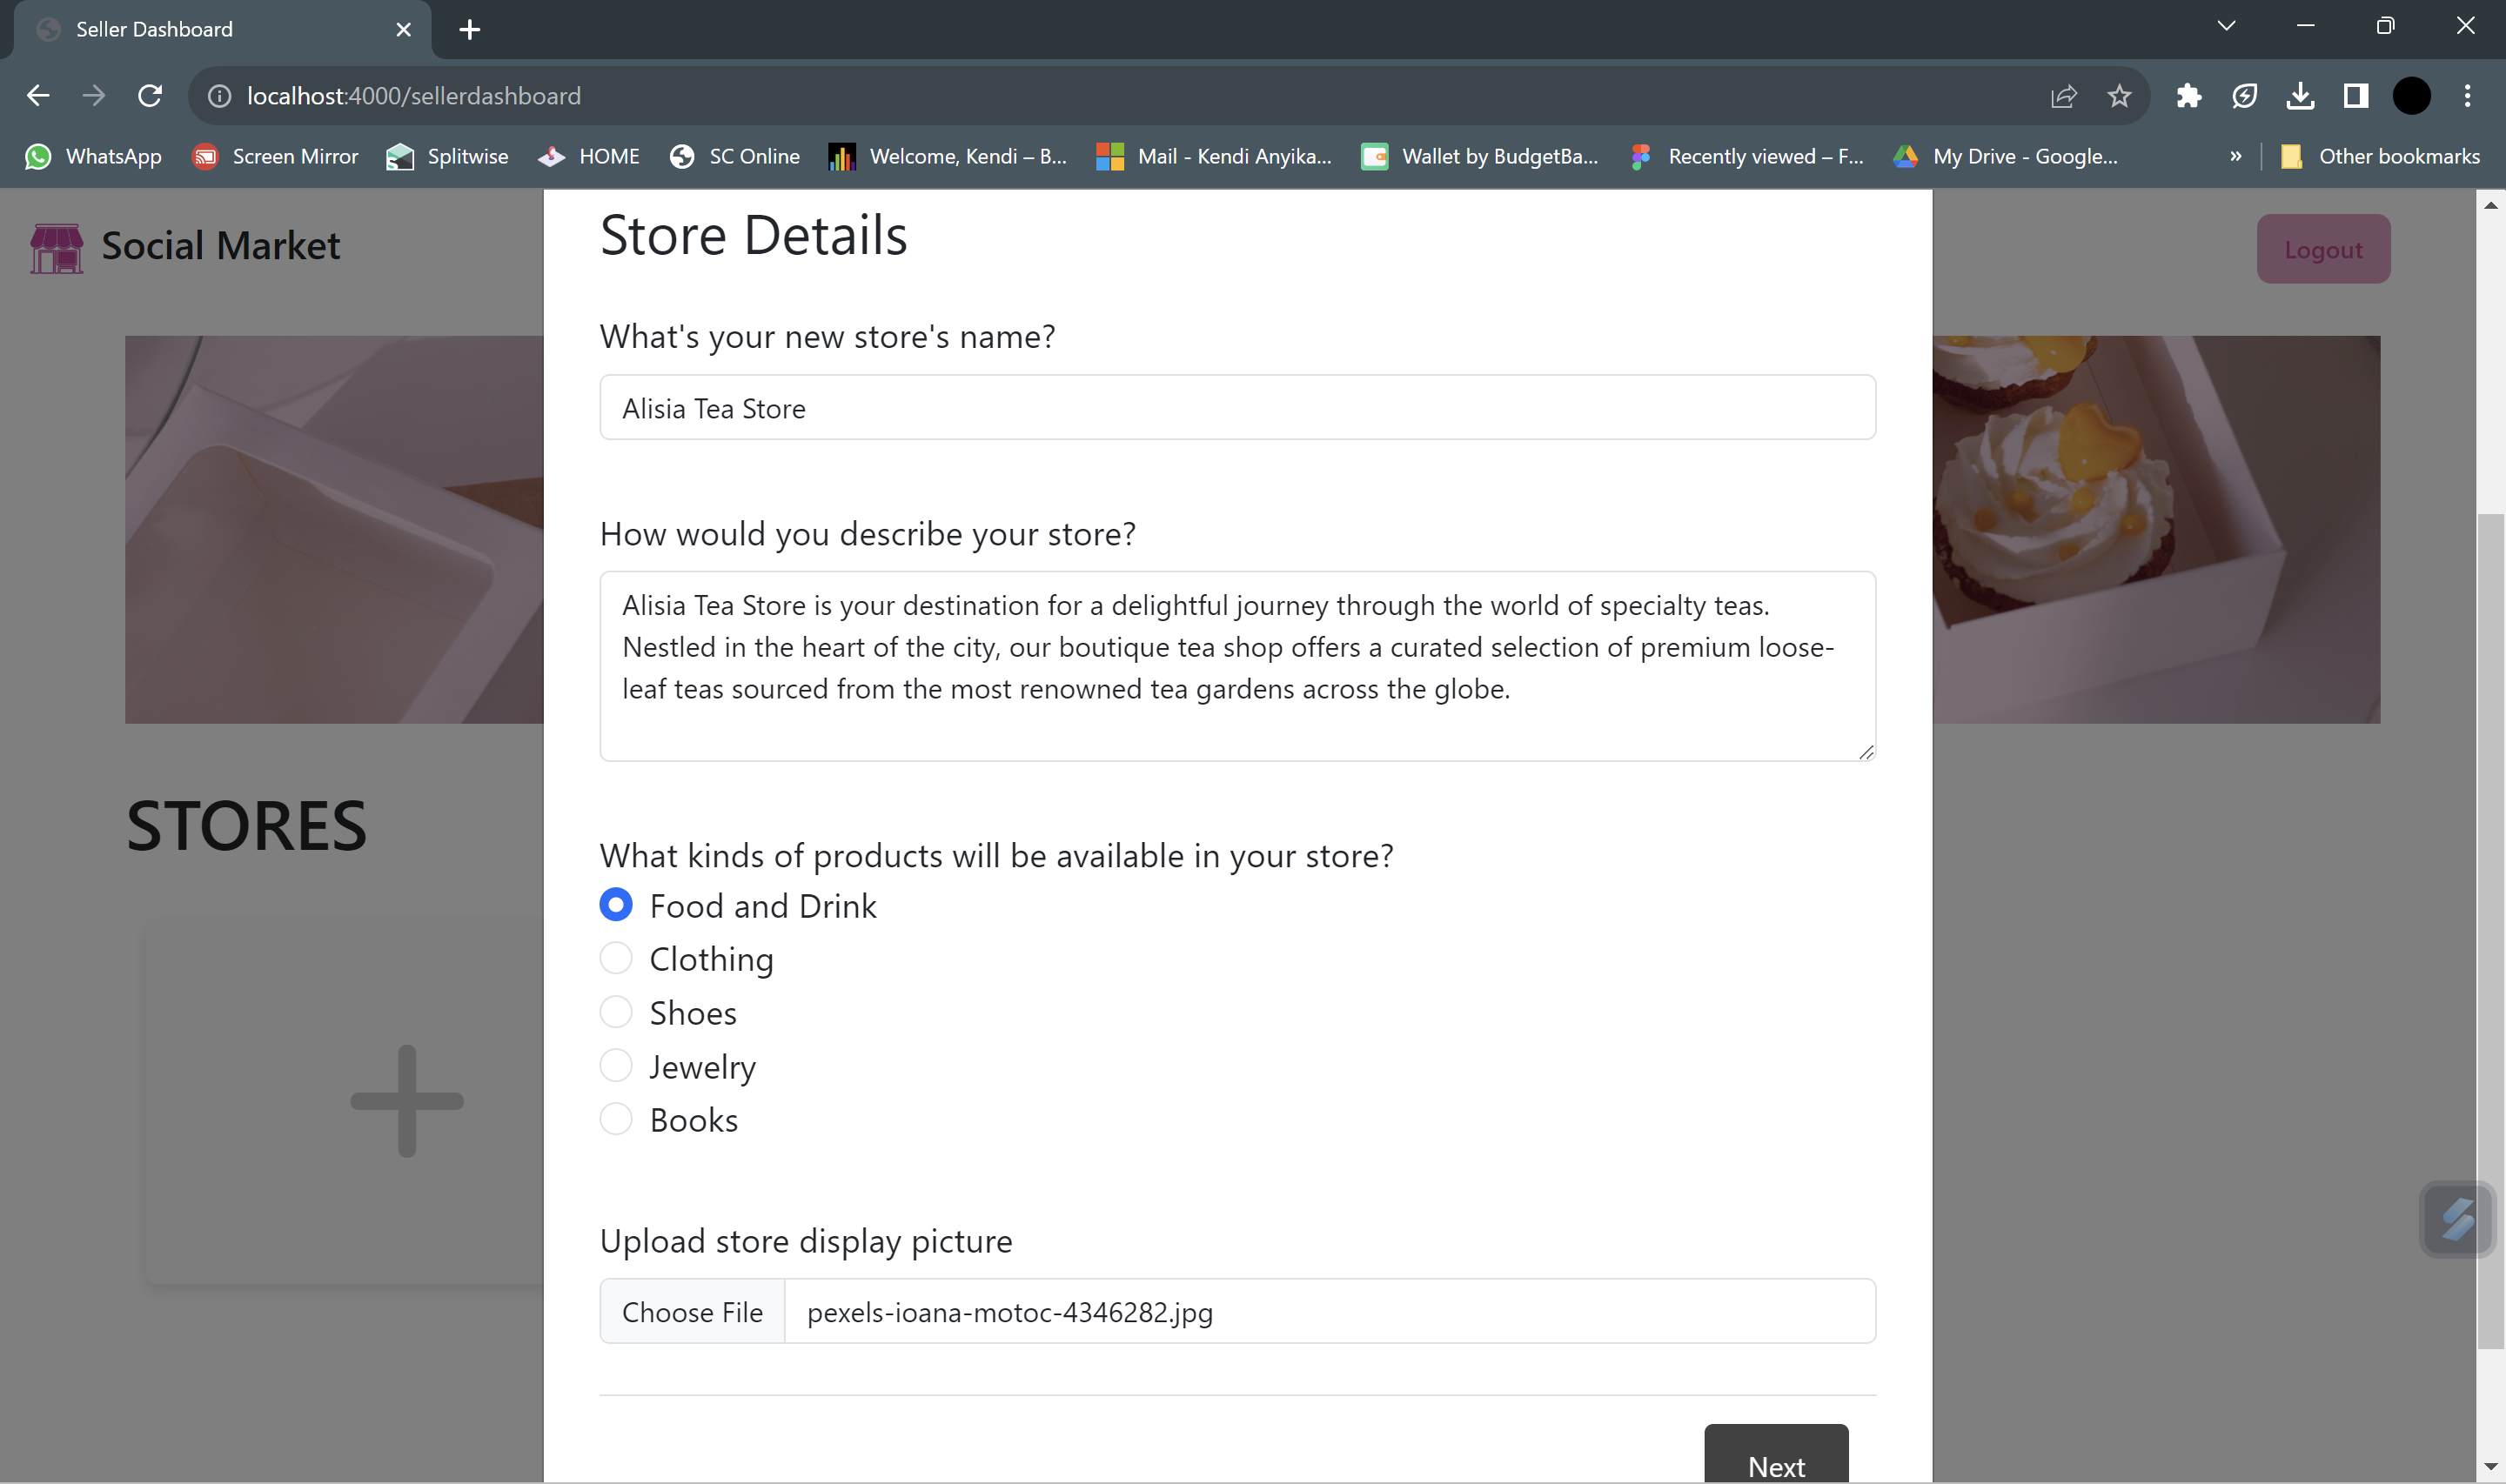 Seller Dashboard
localhost:4000/sellerdashboard
WhatsApp
Screen Mirror
Splitwise
HOME
SC Online
Welcome, Kendi – B...
Mail - Kendi Anyika...
Wallet by BudgetBa...
Recently viewed – F...
My Drive - Google...
»
Other bookmarks
Social Market
Logout
Store Details
What's your new store's name?
Alisia Tea Store
How would you describe your store?
Alisia Tea Store is your destination for a delightful journey through the world of specialty teas.
Nestled in the heart of the city, our boutique tea shop offers a curated selection of premium loose-
leaf teas sourced from the most renowned tea gardens across the globe.
STORES
What kinds of products will be available in your store?
Food and Drink
Clothing
Shoes
Jewelry
Books
Upload store display picture
Choose File pexels-ioana-motoc-4346282.jpg
Next